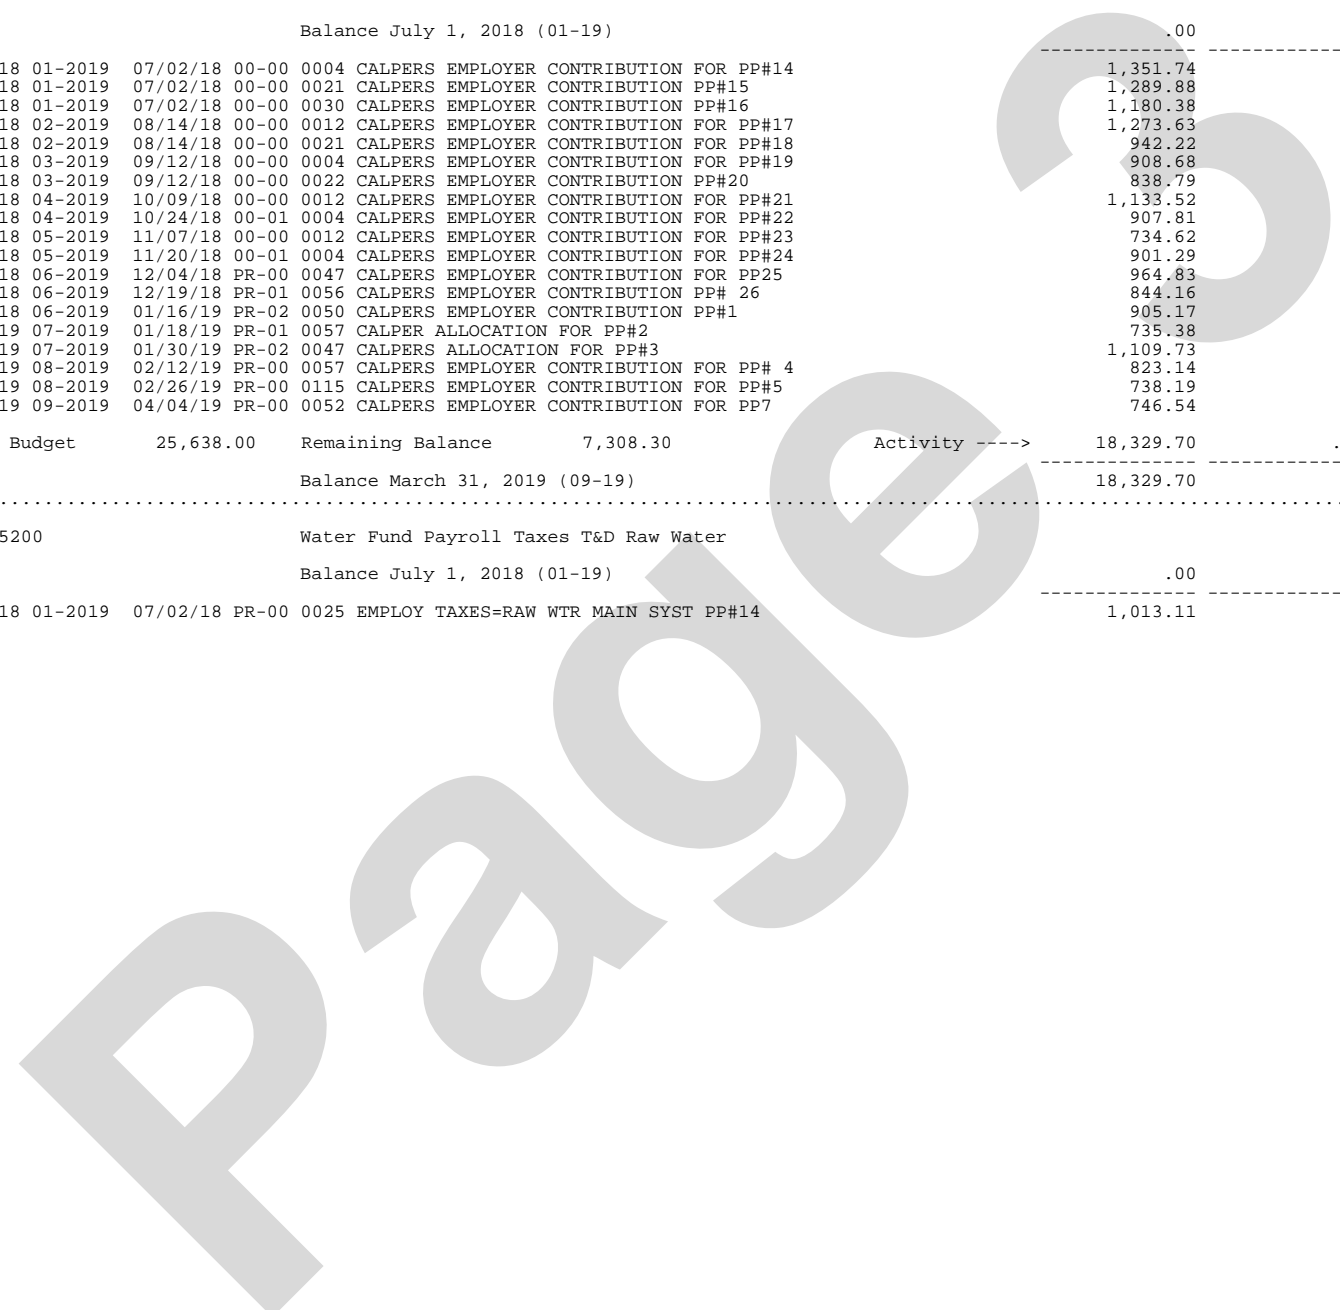 Balance July 1, 2018 (01-19) .00
-------------- ------------
18 01-2019 07/02/18 00-00 0004 CALPERS EMPLOYER CONTRIBUTION FOR PP#14 1,351.74
18 01-2019 07/02/18 00-00 0021 CALPERS EMPLOYER CONTRIBUTION PP#15 1,289.88
18 01-2019 07/02/18 00-00 0030 CALPERS EMPLOYER CONTRIBUTION PP#16 1,180.38
18 02-2019 08/14/18 00-00 0012 CALPERS EMPLOYER CONTRIBUTION FOR PP#17 1,273.63
18 02-2019 08/14/18 00-00 0021 CALPERS EMPLOYER CONTRIBUTION FOR PP#18 942.22
18 03-2019 09/12/18 00-00 0004 CALPERS EMPLOYER CONTRIBUTION FOR PP#19 908.68
18 03-2019 09/12/18 00-00 0022 CALPERS EMPLOYER CONTRIBUTION PP#20 838.79
18 04-2019 10/09/18 00-00 0012 CALPERS EMPLOYER CONTRIBUTION FOR PP#21 1,133.52
18 04-2019 10/24/18 00-01 0004 CALPERS EMPLOYER CONTRIBUTION FOR PP#22 907.81
18 05-2019 11/07/18 00-00 0012 CALPERS EMPLOYER CONTRIBUTION FOR PP#23 734.62
18 05-2019 11/20/18 00-01 0004 CALPERS EMPLOYER CONTRIBUTION FOR PP#24 901.29
18 06-2019 12/04/18 PR-00 0047 CALPERS EMPLOYER CONTRIBUTION FOR PP25 964.83
18 06-2019 12/19/18 PR-01 0056 CALPERS EMPLOYER CONTRIBUTION PP# 26 844.16
18 06-2019 01/16/19 PR-02 0050 CALPERS EMPLOYER CONTRIBUTION PP#1 905.17
19 07-2019 01/18/19 PR-01 0057 CALPER ALLOCATION FOR PP#2 735.38
19 07-2019 01/30/19 PR-02 0047 CALPERS ALLOCATION FOR PP#3 1,109.73
19 08-2019 02/12/19 PR-00 0057 CALPERS EMPLOYER CONTRIBUTION FOR PP# 4 823.14
19 08-2019 02/26/19 PR-00 0115 CALPERS EMPLOYER CONTRIBUTION FOR PP#5 738.19
19 09-2019 04/04/19 PR-00 0052 CALPERS EMPLOYER CONTRIBUTION FOR PP7 746.54
Budget 25,638.00 Remaining Balance 7,308.30 Activity ----> 18,329.70 .
-------------- ------------
Balance March 31, 2019 (09-19) 18,329.70
5200 Water Fund Payroll Taxes T&D Raw Water
Balance July 1, 2018 (01-19) .00
-------------- ------------
18 01-2019 07/02/18 PR-00 0025 EMPLOY TAXES=RAW WTR MAIN SYST PP#14 1,013.11
Page 3